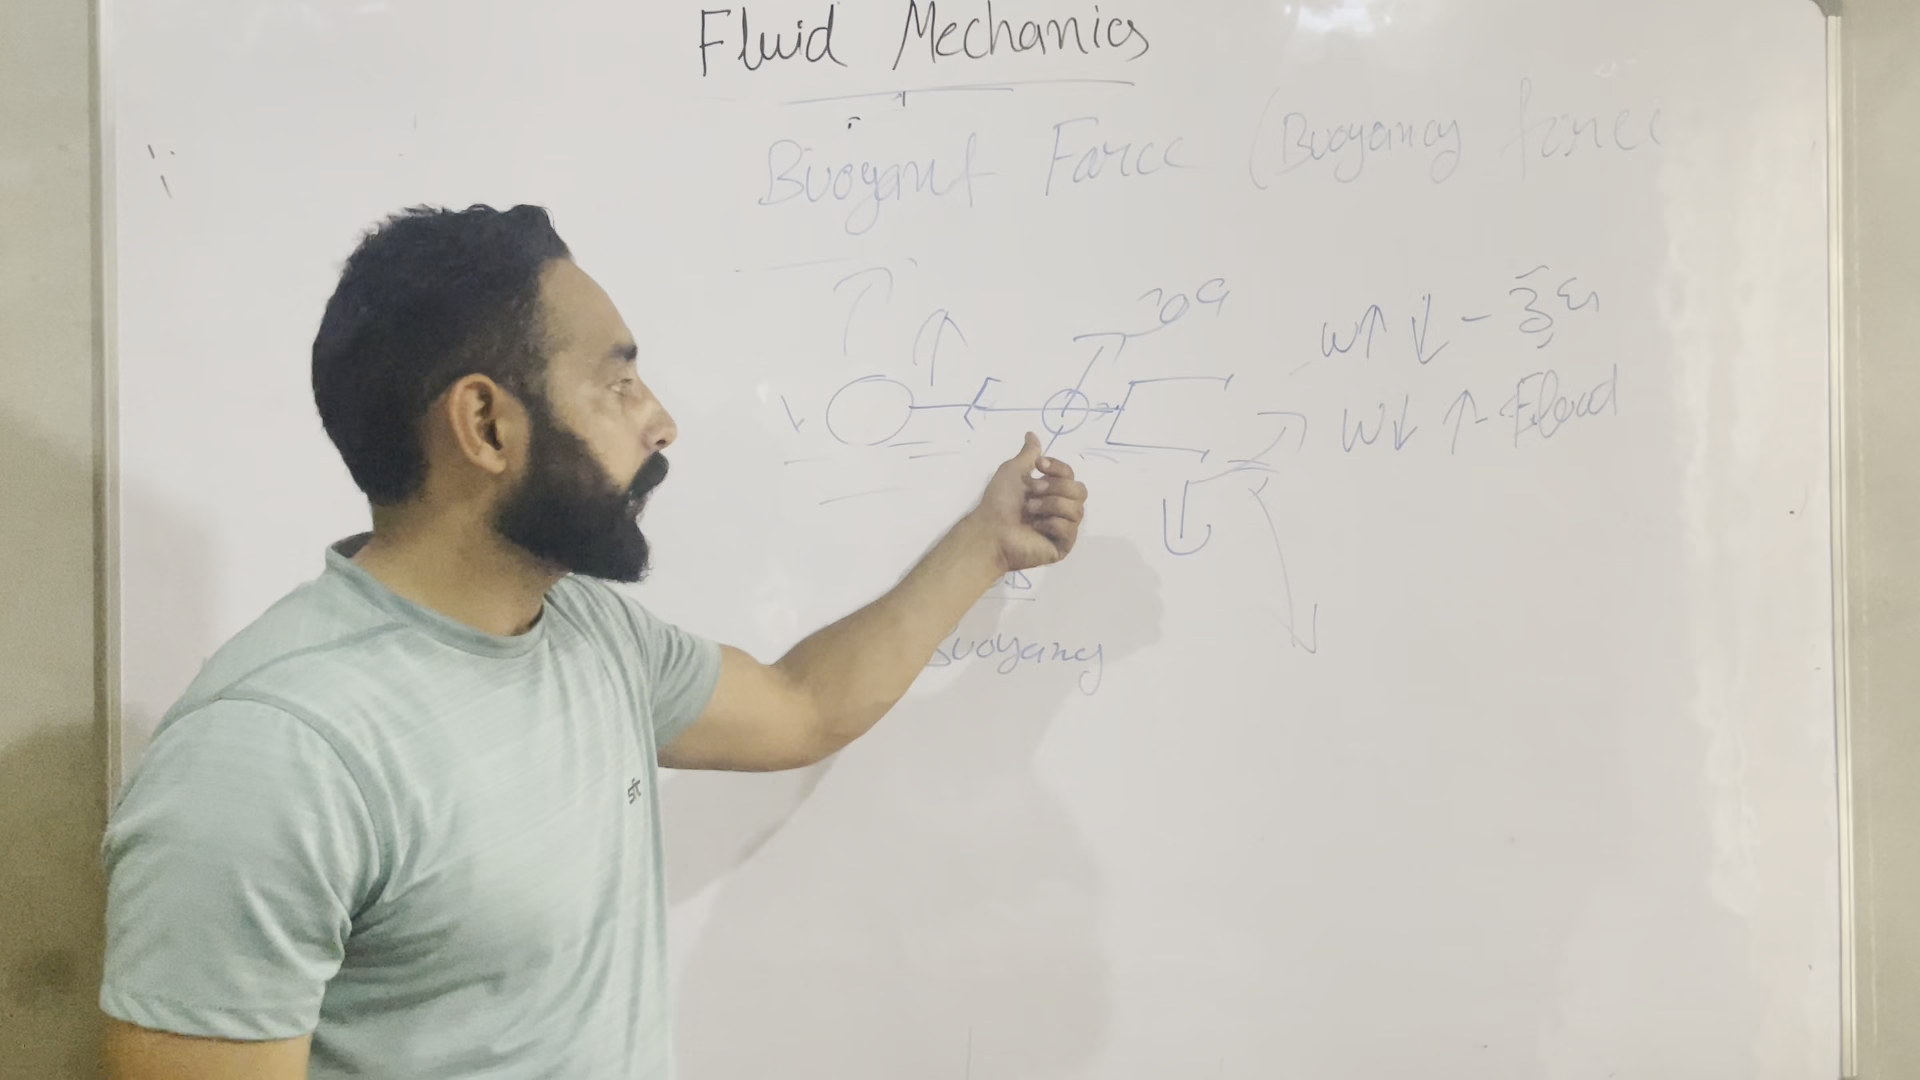 Fluid Mechanics
Buoyant Force (Buoyancy force
W↑ ↓ -
W↓ ↑ - Fluid
Buoyancy